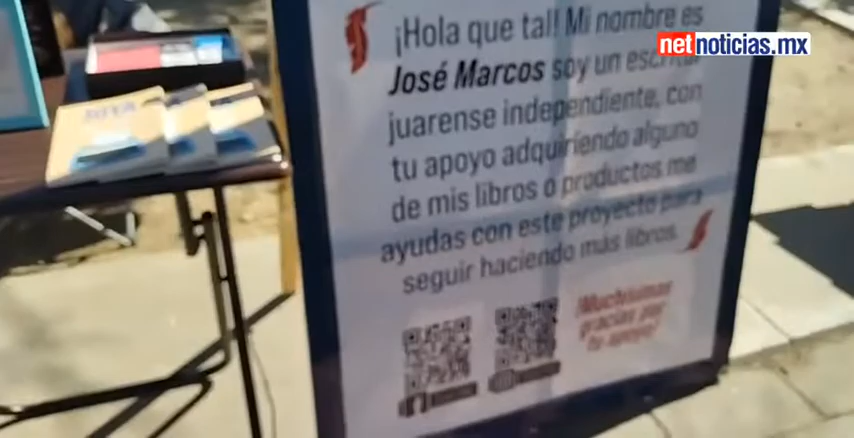 netnoticias.mx
¡Hola que tal! Mi nombre es
José Marcos soy un escritor
juarense independiente, con
tu apoyo adquiriendo alguno
de mis libros o productos me
ayudas con este proyecto para
seguir haciendo más libros.
¡Muchísimas
gracias por
tu apoyo!